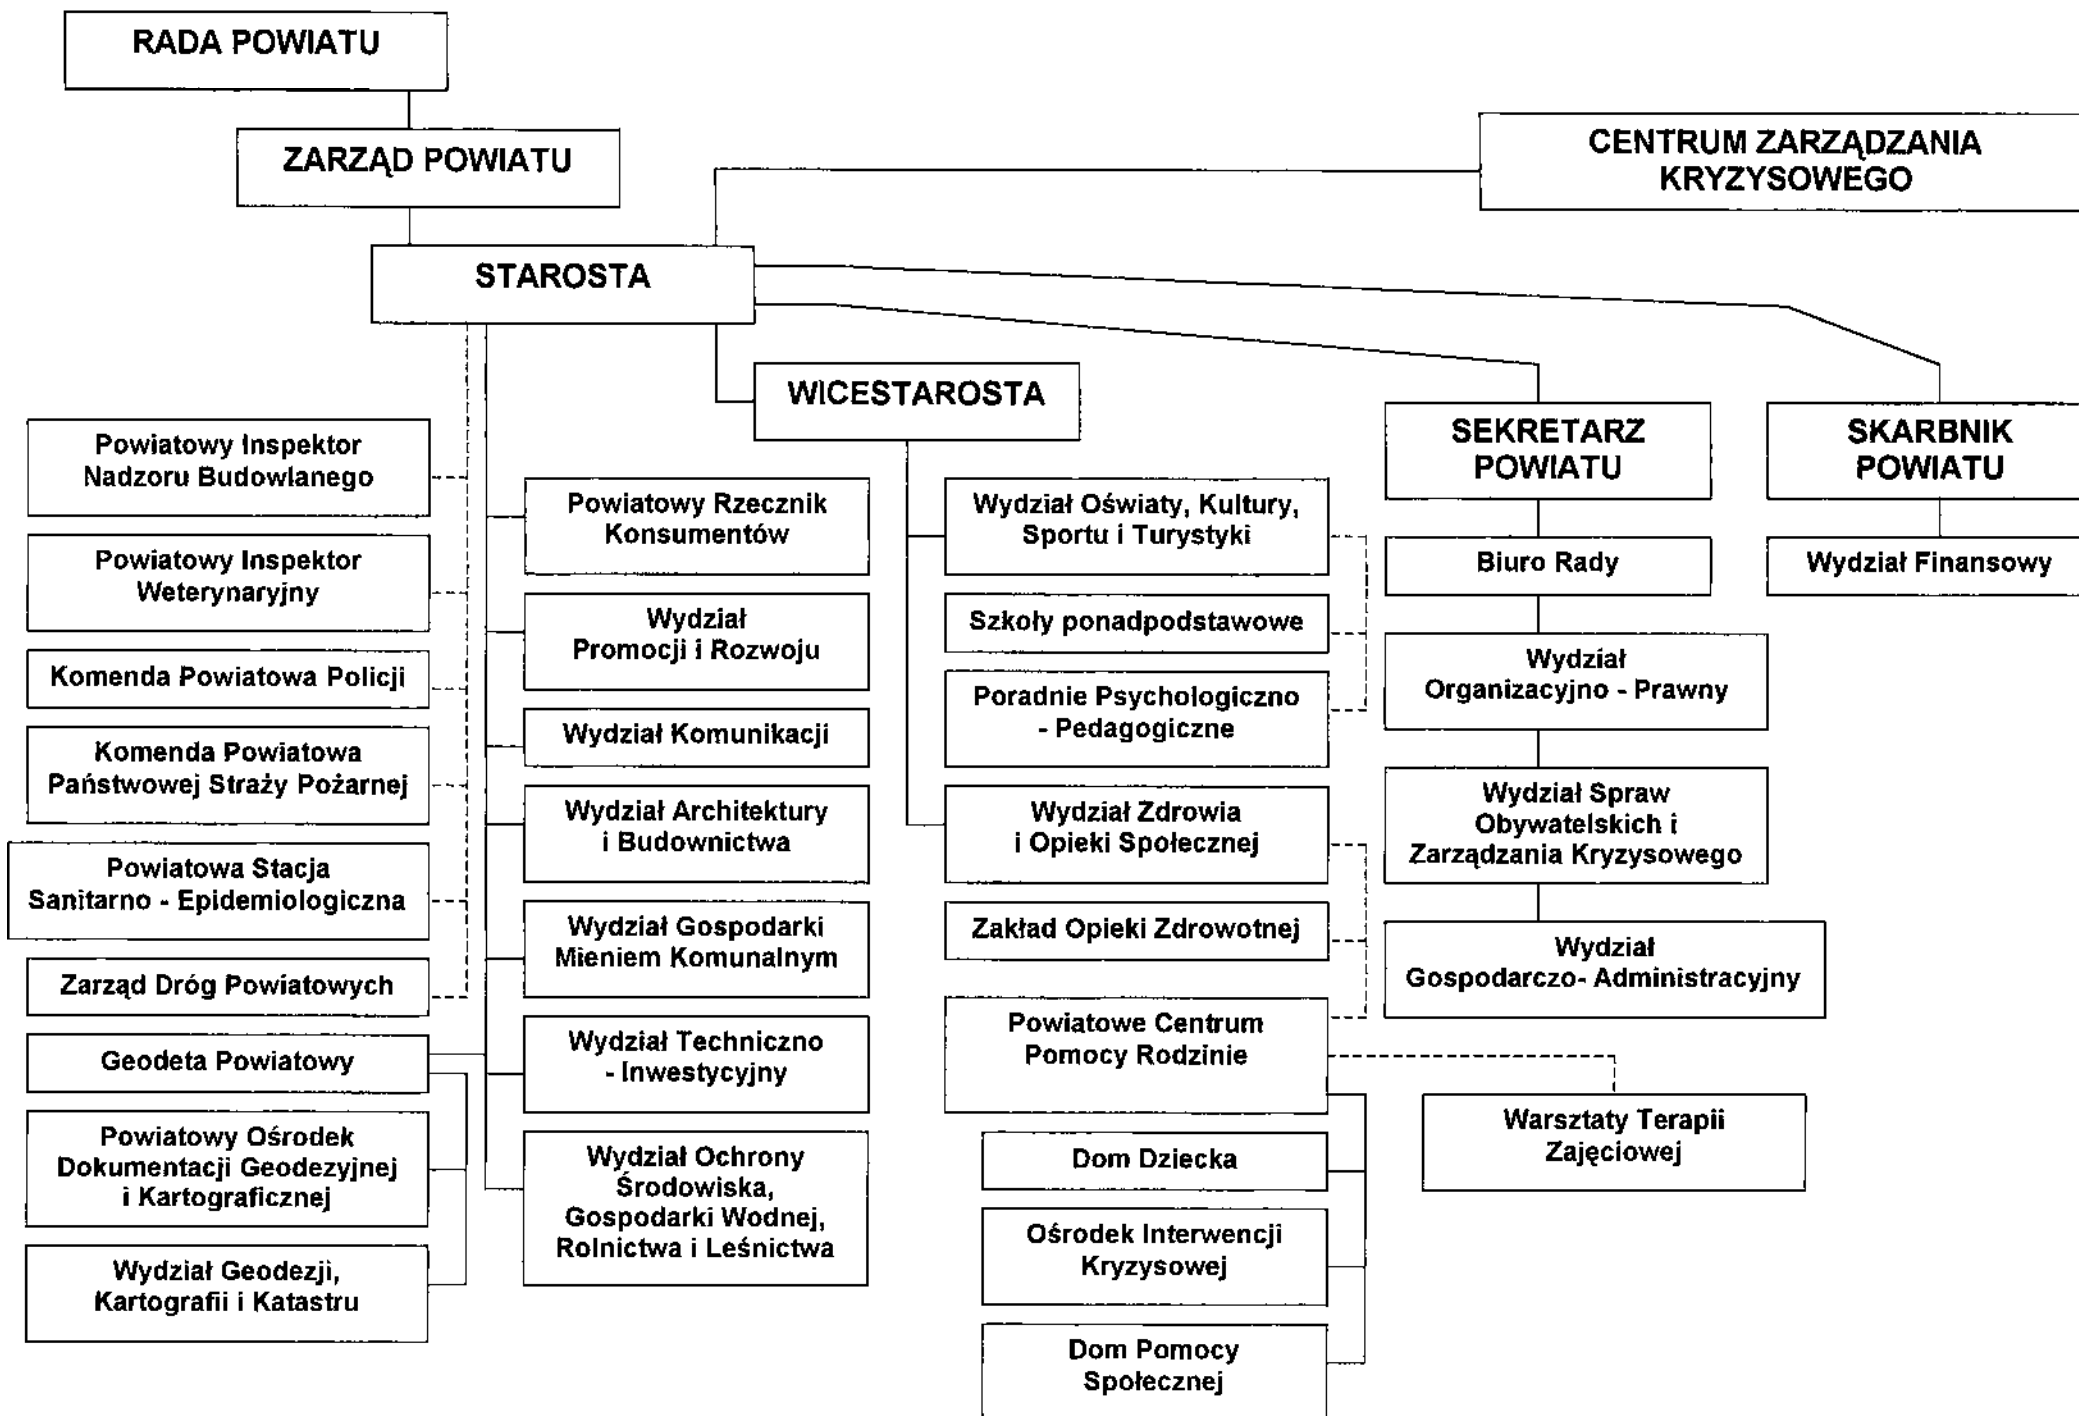 RADA POWIATU
ZARZĄD POWIATU
CENTRUM ZARZĄDZANIA
KRYZYSOWEGO
STAROSTA
WICESTAROSTA
SEKRETARZ
POWIATU
SKARBNIK
POWIATU
Powiatowy Inspektor
Nadzoru Budowlanego
Powiatowy Inspektor
Weterynaryjny
Komenda Powiatowa Policji
Komenda Powiatowa
Państwowej Straży Pożarnej
Powiatowa Stacja
Sanitarno - Epidemiologiczna
Zarząd Dróg Powiatowych
Geodeta Powiatowy
Powiatowy Ośrodek
Dokumentacji Geodezyjnej
i Kartograficznej
Wydział Geodezji,
Kartografii i Katastru
Powiatowy Rzecznik
Konsumentów
Wydział
Promocji i Rozwoju
Wydział Komunikacji
Wydział Architektury
i Budownictwa
Wydział Gospodarki
Mieniem Komunalnym
Wydział Techniczno
- Inwestycyjny
Wydział Ochrony
Środowiska,
Gospodarki Wodnej,
Rolnictwa i Leśnictwa
Wydział Oświaty, Kultury,
Sportu i Turystyki
Szkoły ponadpodstawowe
Poradnie Psychologiczno
- Pedagogiczne
Wydział Zdrowia
i Opieki Społecznej
Zakład Opieki Zdrowotnej
Powiatowe Centrum
Pomocy Rodzinie
Dom Dziecka
Ośrodek Interwencji
Kryzysowej
Dom Pomocy
Społecznej
Biuro Rady
Wydział
Organizacyjno - Prawny
Wydział Spraw
Obywatelskich i
Zarządzania Kryzysowego
Wydział
Gospodarczo- Administracyjny
Warsztaty Terapii
Zajęciowej
Wydział Finansowy